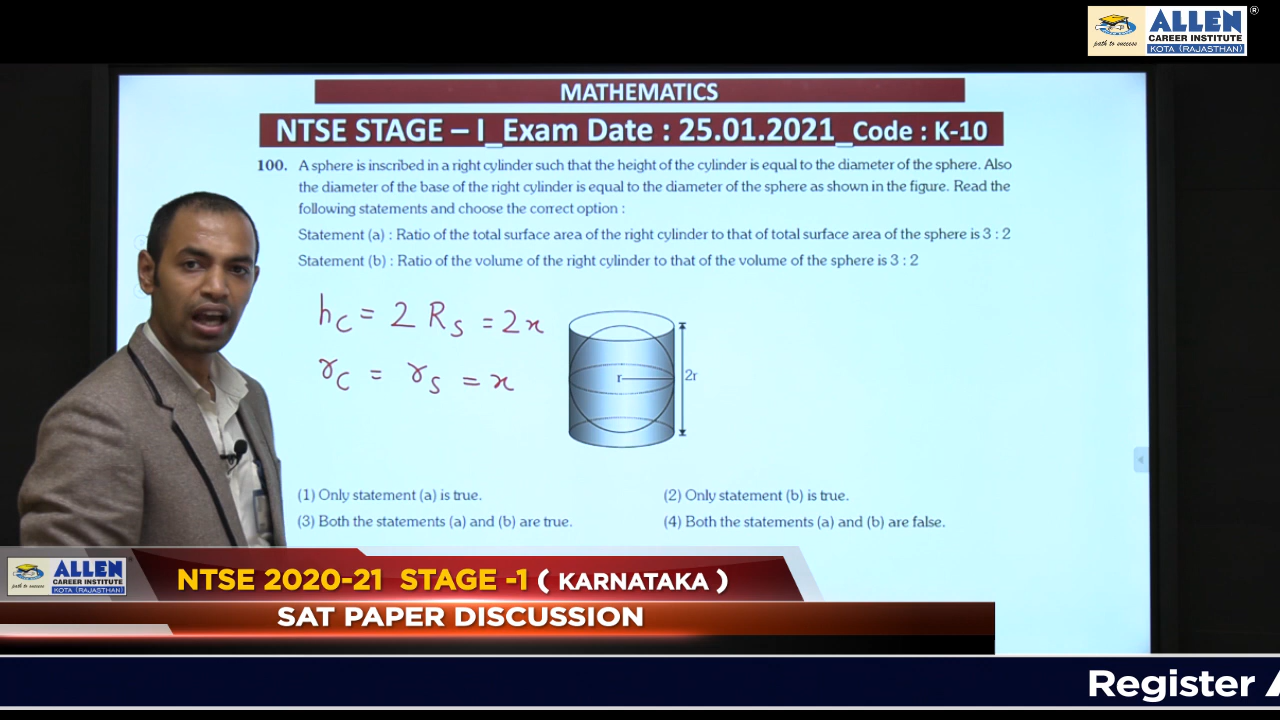 ALLEN
®
path to success
CAREER INSTITUTE
KOTA (RAJASTHAN)
MATHEMATICS
NTSE STAGE – I_Exam Date : 25.01.2021_Code : K-10
100. A sphere is inscribed in a right cylinder such that the height of the cylinder is equal to the diameter of the sphere. Also
the diameter of the base of the right cylinder is equal to the diameter of the sphere as shown in the figure. Read the
following statements and choose the correct option :
Statement (a) : Ratio of the total surface area of the right cylinder to that of total surface area of the sphere is 3 : 2
Statement (b) : Ratio of the volume of the right cylinder to that of the volume of the sphere is 3 : 2
hC = 2 RS = 2x
rC = rS = x
r
2r
(1) Only statement (a) is true. (2) Only statement (b) is true.
(3) Both the statements (a) and (b) are true. (4) Both the statements (a) and (b) are false.
ALLEN
path to success
CAREER INSTITUTE
KOTA (RAJASTHAN)
NTSE 2020-21 STAGE -1 ( KARNATAKA )
SAT PAPER DISCUSSION
Register